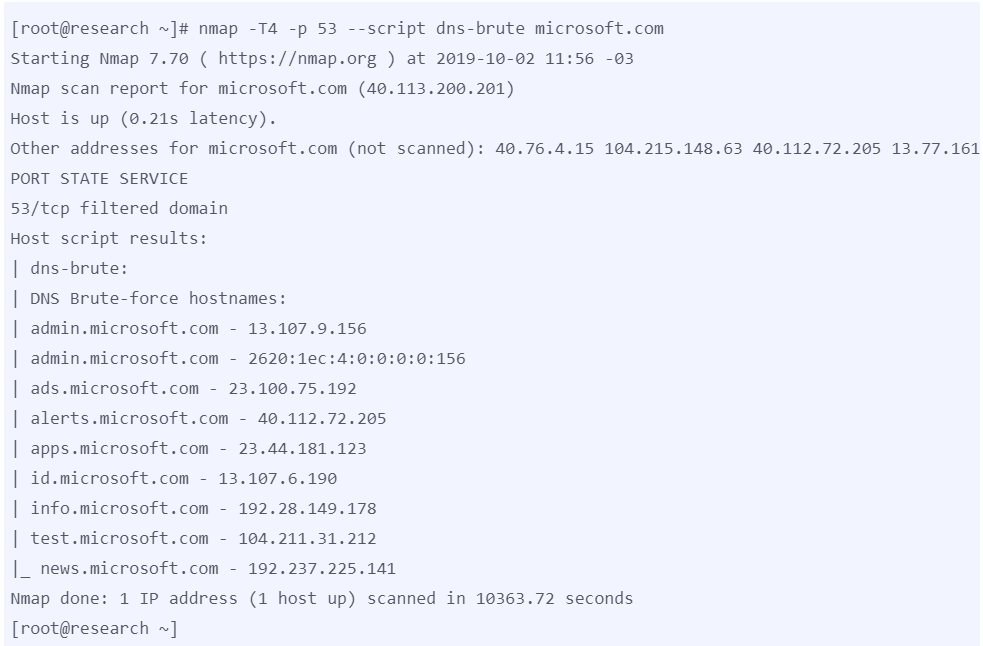 [root@research ~]# nmap -T4 -p 53 --script dns-brute microsoft.com
Starting Nmap 7.70 ( https://nmap.org ) at 2019-10-02 11:56 -03
Nmap scan report for microsoft.com (40.113.200.201)
Host is up (0.21s latency).
Other addresses for microsoft.com (not scanned): 40.76.4.15 104.215.148.63 40.112.72.205 13.77.161
PORT STATE SERVICE
53/tcp filtered domain
Host script results:
| dns-brute:
| DNS Brute-force hostnames:
| admin.microsoft.com - 13.107.9.156
| admin.microsoft.com - 2620:1ec:4:0:0:0:0:156
| ads.microsoft.com - 23.100.75.192
| alerts.microsoft.com - 40.112.72.205
| apps.microsoft.com - 23.44.181.123
| id.microsoft.com - 13.107.6.190
| info.microsoft.com - 192.28.149.178
| test.microsoft.com - 104.211.31.212
|_ news.microsoft.com - 192.237.225.141
Nmap done: 1 IP address (1 host up) scanned in 10363.72 seconds
[root@research ~]